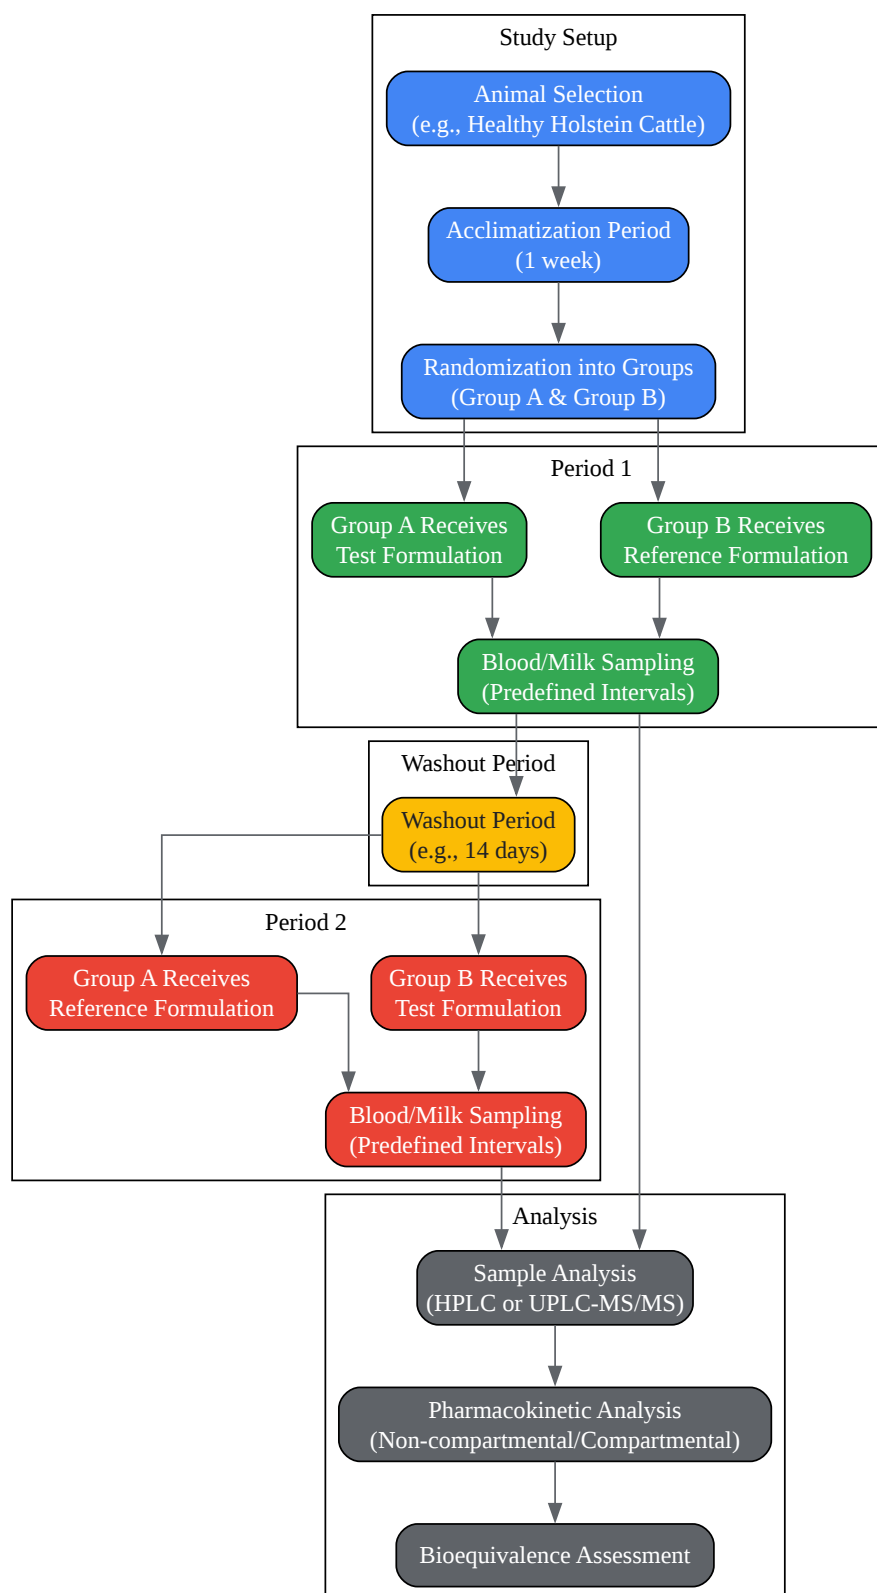 Study Setup
Animal Selection
(e.g., Healthy Holstein Cattle)
Acclimatization Period
(1 week)
Randomization into Groups
(Group A & Group B)
Period 1
Group A Receives
Test Formulation
Group B Receives
Reference Formulation
Blood/Milk Sampling
(Predefined Intervals)
Washout Period
Washout Period
(e.g., 14 days)
Period 2
Group A Receives
Reference Formulation
Group B Receives
Test Formulation
Blood/Milk Sampling
(Predefined Intervals)
Analysis
Sample Analysis
(HPLC or UPLC-MS/MS)
Pharmacokinetic Analysis
(Non-compartmental/Compartmental)
Bioequivalence Assessment